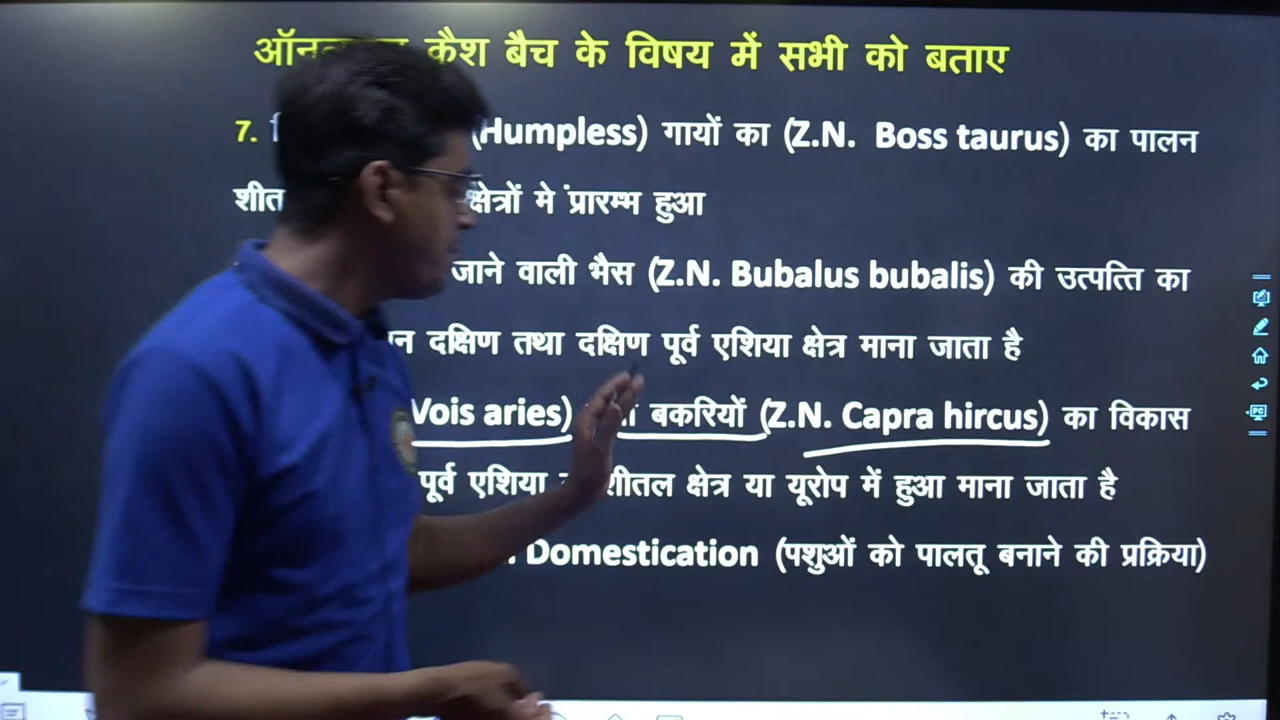 कैश बैच के विषय में सभी को बताए
7. (Humpless) गायों का (Z.N. Boss taurus) का पालन
क्षेत्रों में प्रारम्भ हुआ
जाने वाली भैस (Z.N. Bubalus bubalis) की उत्पत्ति का
दक्षिण तथा दक्षिण पूर्व एशिया क्षेत्र माना जाता है
Vois aries) बकरियों (Z.N. Capra hircus) का विकास
पूर्व एशिया शीतल क्षेत्र या यूरोप में हुआ माना जाता है
Domestication (पशुओं को पालतू बनाने की प्रक्रिया)
PC